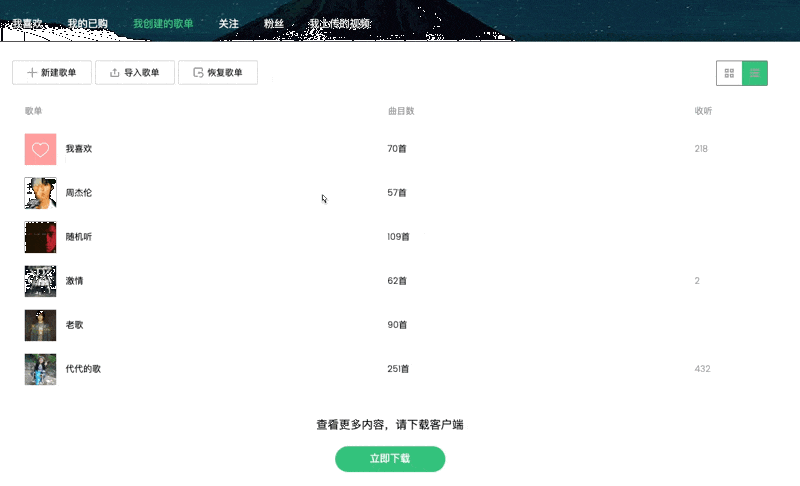 我喜欢 我的已购 我创建的歌单 关注 粉丝 我上传的视频
新建歌单 导入歌单 恢复歌单
歌单 曲目数 收听
我喜欢 70首 218
周杰伦 57首
随机听 109首
激情 62首 2
老歌 90首
代代的歌 251首 432
查看更多内容，请下载客户端
立即下载